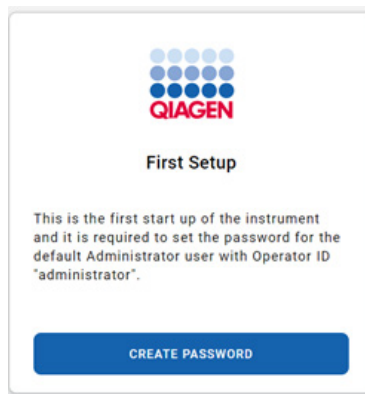 QIAGEN
First Setup
This is the first start up of the instrument
and it is required to set the password for the
default Administrator user with Operator ID
"administrator".
CREATE PASSWORD